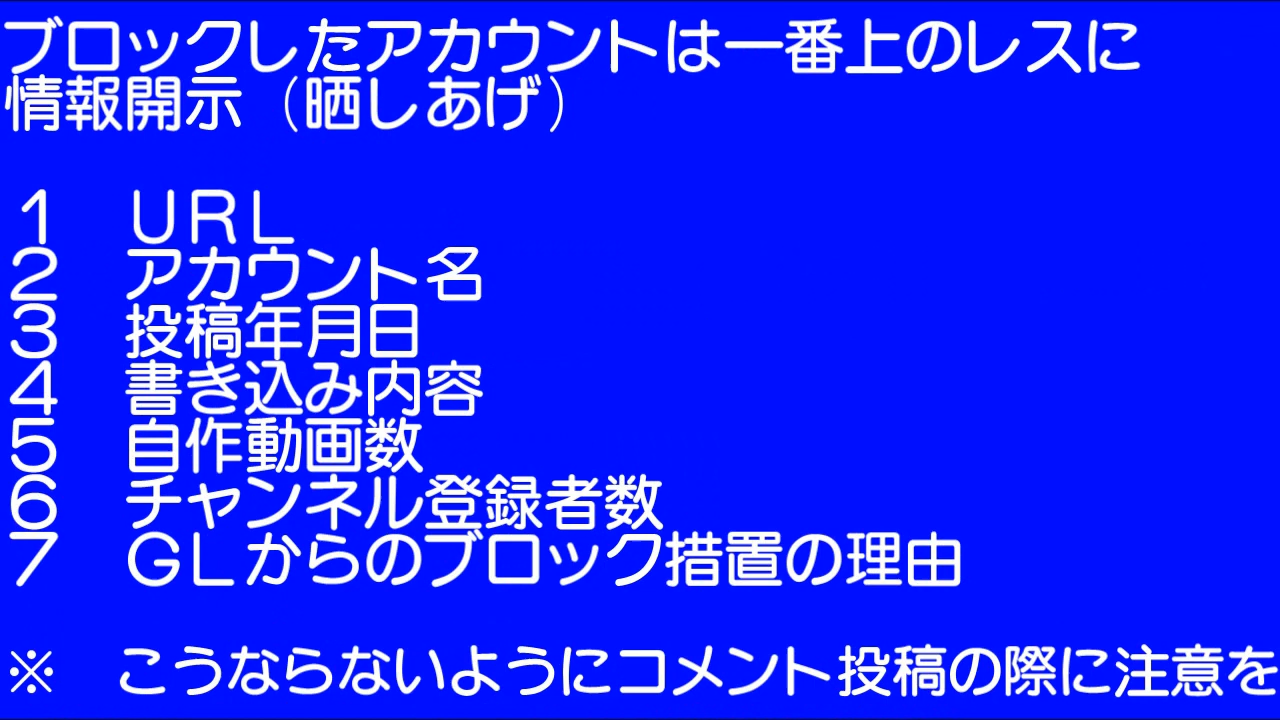 ブロックしたアカウントは一番上のレスに
情報開示（晒しあげ）
１　ＵＲＬ
２　アカウント名
３　投稿年月日
４　書き込み内容
５　自作動画数
６　チャンネル登録者数
７　ＧＬからのブロック措置の理由
※　こうならないようにコメント投稿の際に注意を